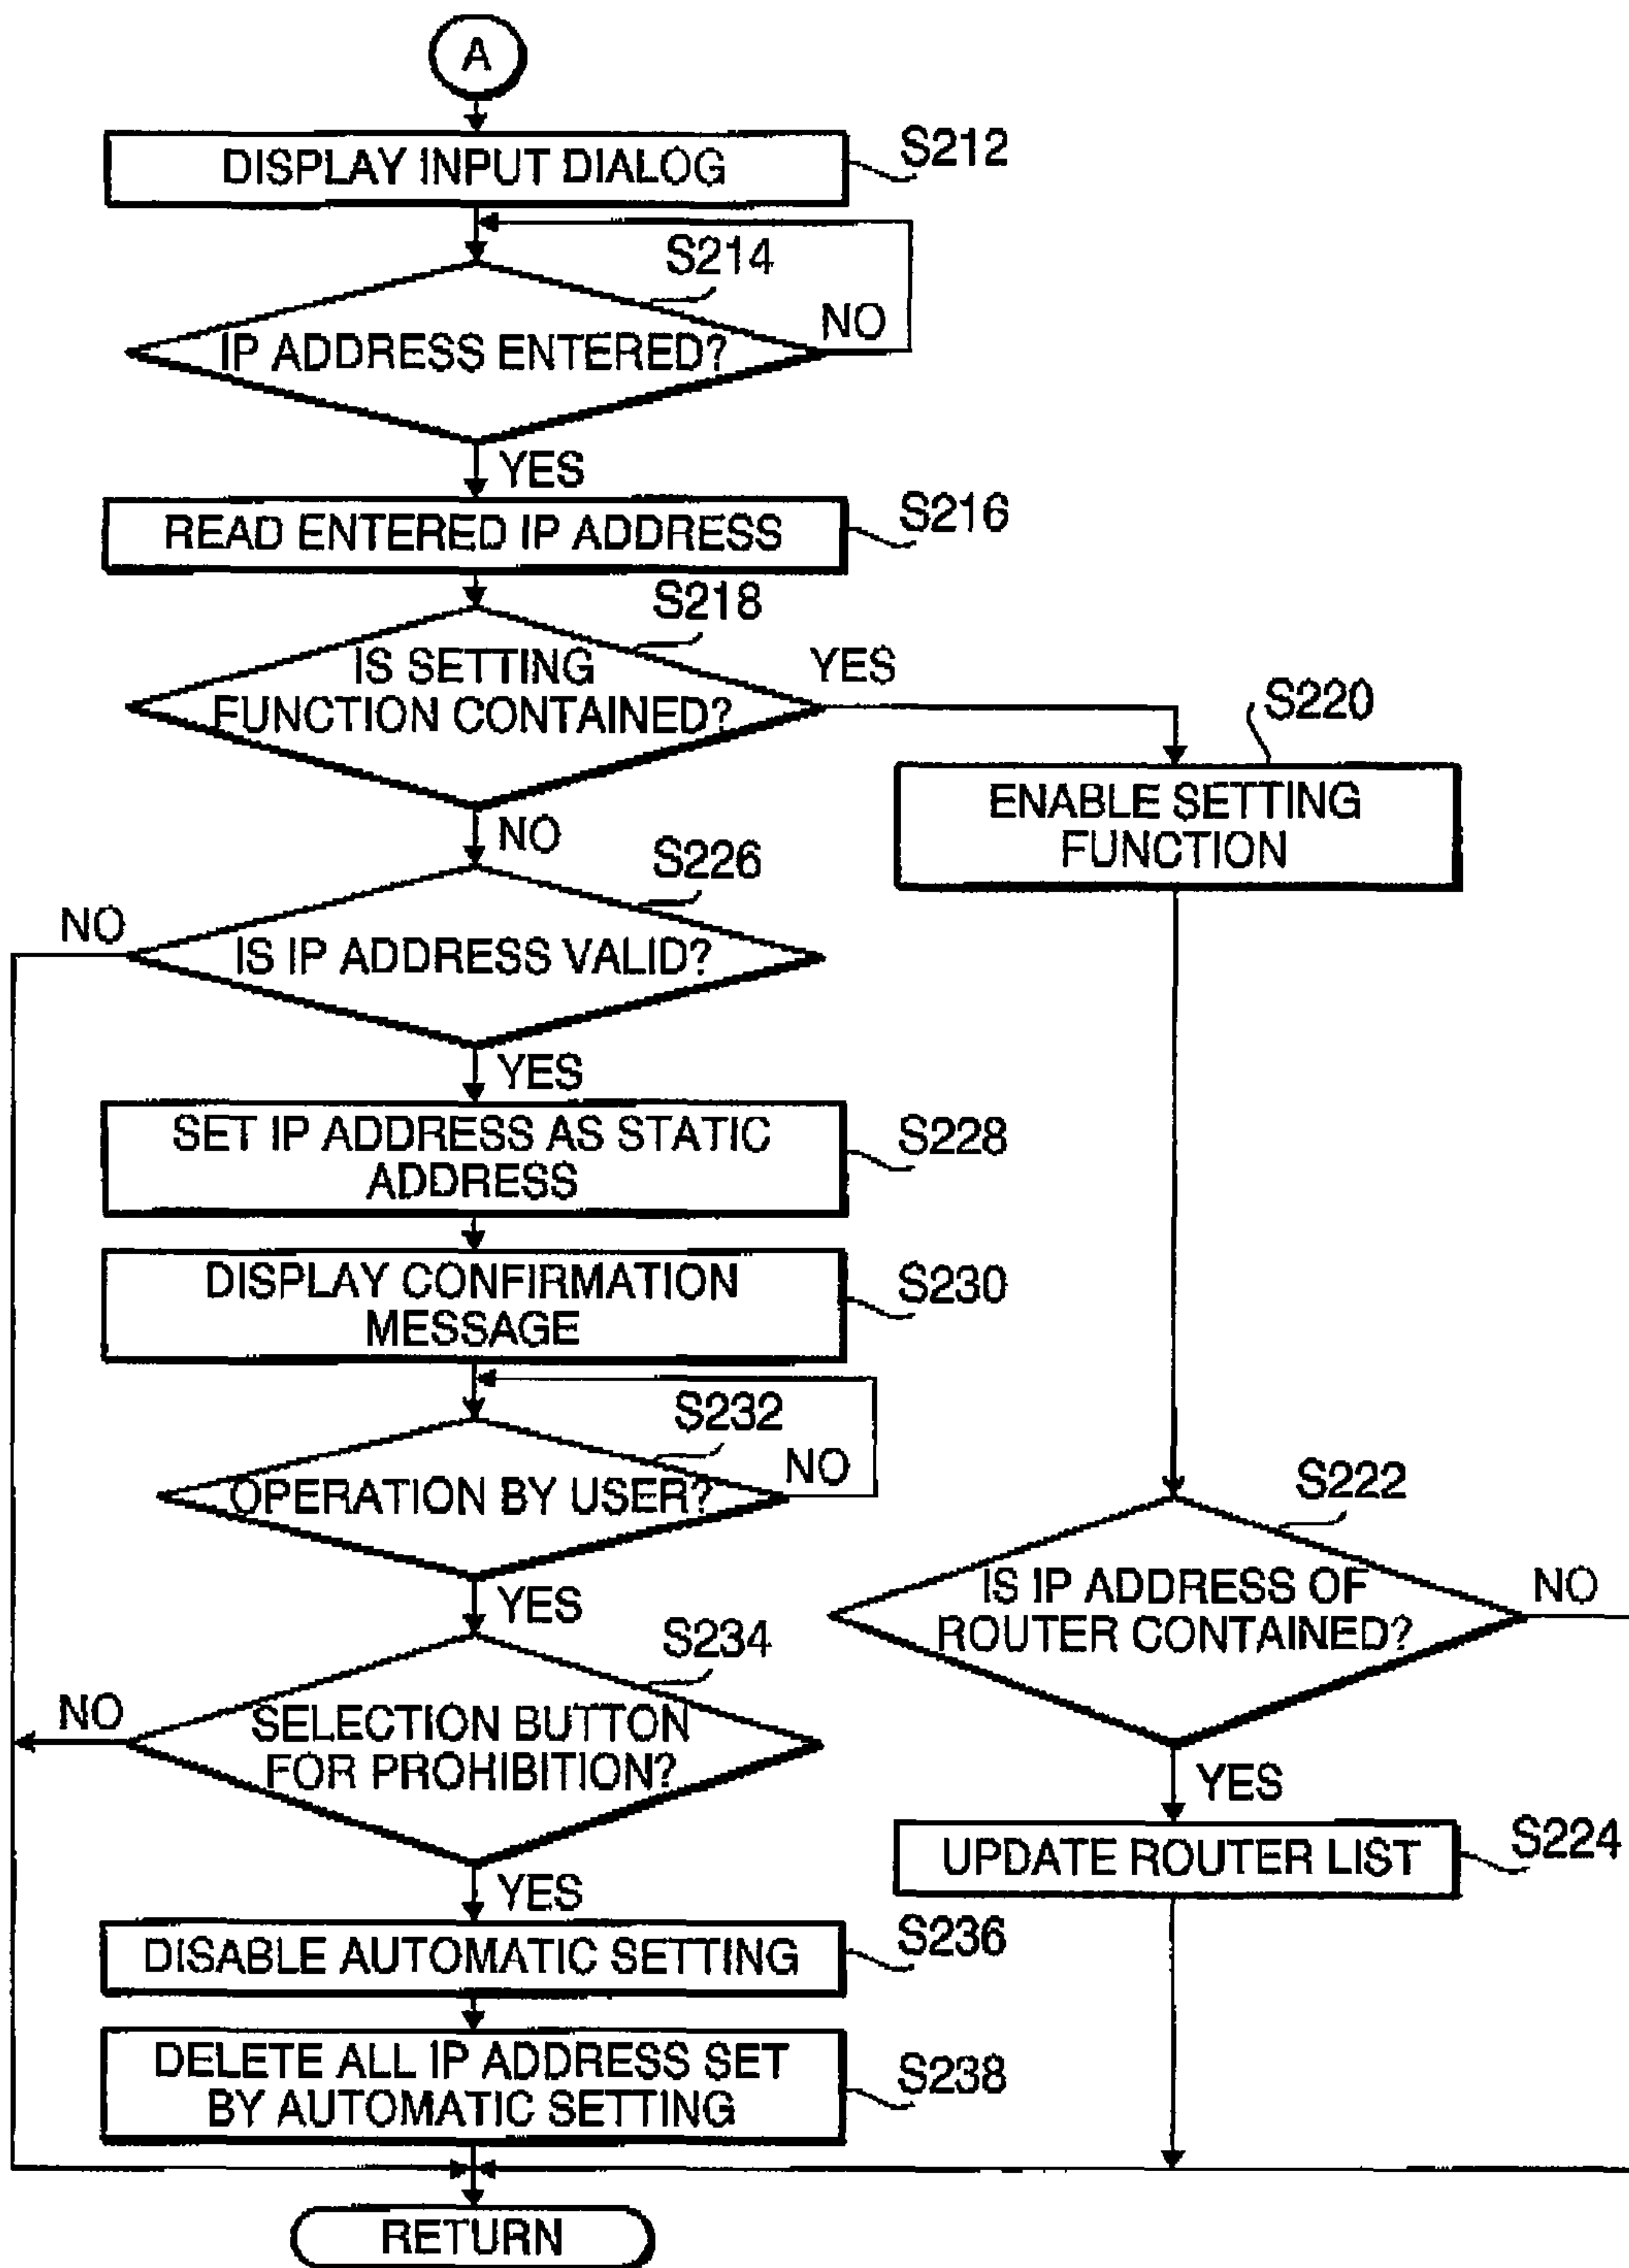 A
DISPLAY INPUT DIALOG
S212
S214
IP ADDRESS ENTERED?
NO
YES
READ ENTERED IP ADDRESS
S216
S218
IS SETTING
FUNCTION CONTAINED?
YES
NO
S220
ENABLE SETTING
FUNCTION
S226
IS IP ADDRESS VALID?
NO
YES
SET IP ADDRESS AS STATIC
ADDRESS
S228
DISPLAY CONFIRMATION
MESSAGE
S230
S232
OPERATION BY USER?
NO
YES
S222
IS IP ADDRESS OF
ROUTER CONTAINED?
NO
YES
S234
SELECTION BUTTON
FOR PROHIBITION?
NO
YES
UPDATE ROUTER LIST
S224
DISABLE AUTOMATIC SETTING
S236
DELETE ALL IP ADDRESS SET
BY AUTOMATIC SETTING
S238
RETURN